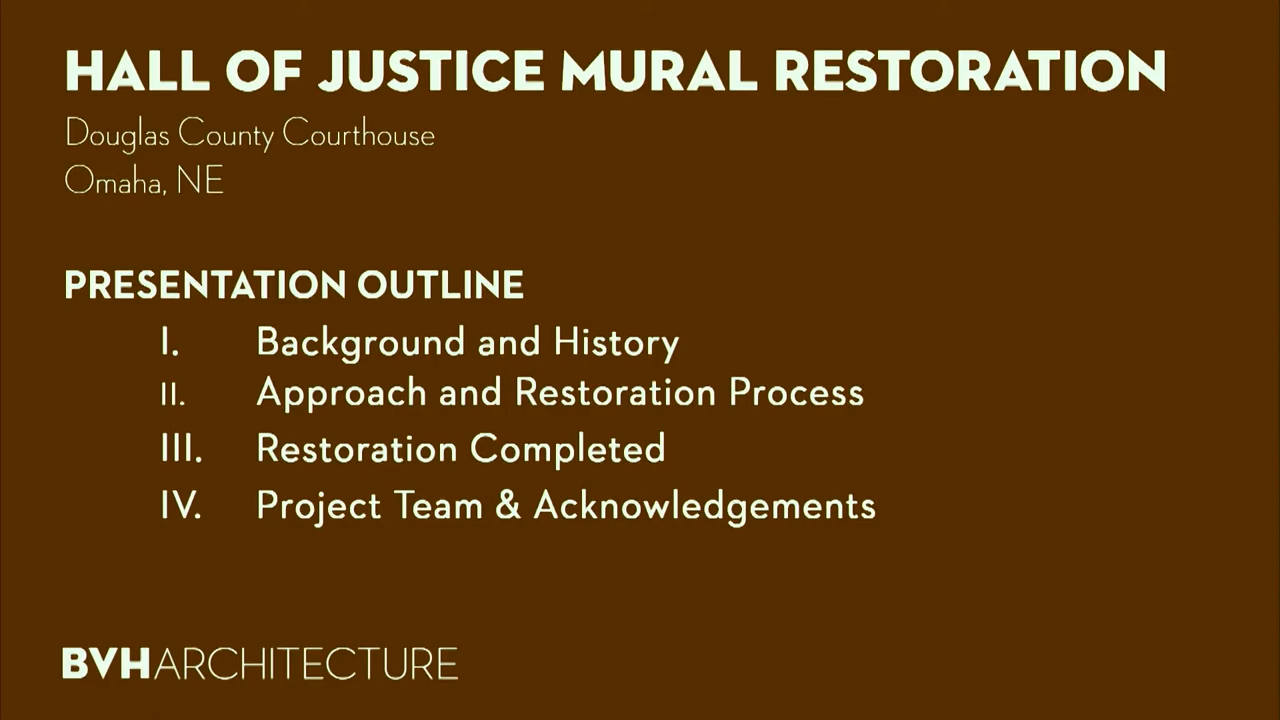 HALL OF JUSTICE MURAL RESTORATION
Douglas County Courthouse
Omaha, NE
PRESENTATION OUTLINE
I. Background and History
II. Approach and Restoration Process
III. Restoration Completed
IV. Project Team & Acknowledgements
BVHARCHITECTURE